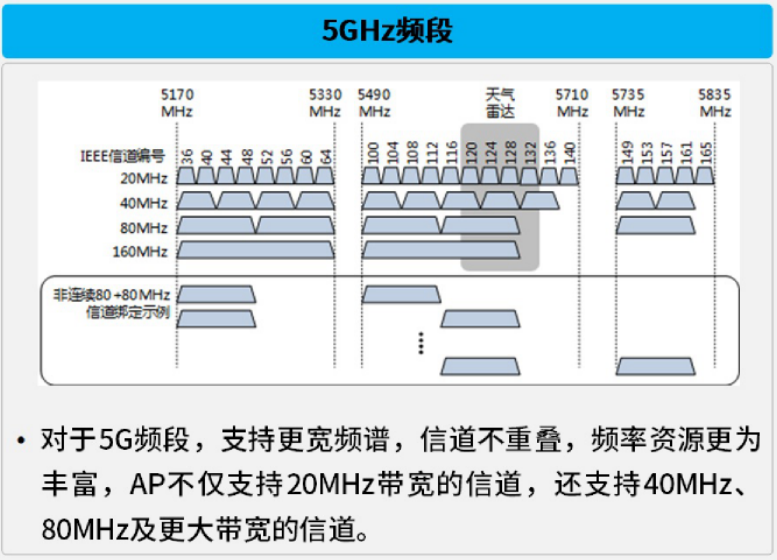 5GHz频段
5170 5330 5490 天气 5710 5735 5835
MHz MHz MHz 雷达 MHz MHz MHz
IEEE信道编号 36 40 44 48 52 56 60 64 100 104 108 112 116 120 124 128 132 136 140 149 153 157 161 165
20MHz
40MHz
80MHz
160MHz
非连续80+80MHz
信道绑定示例
• 对于5G频段，支持更宽频谱，信道不重叠，频率资源更为
丰富，AP不仅支持20MHz带宽的信道，还支持40MHz、
80MHz及更大带宽的信道。